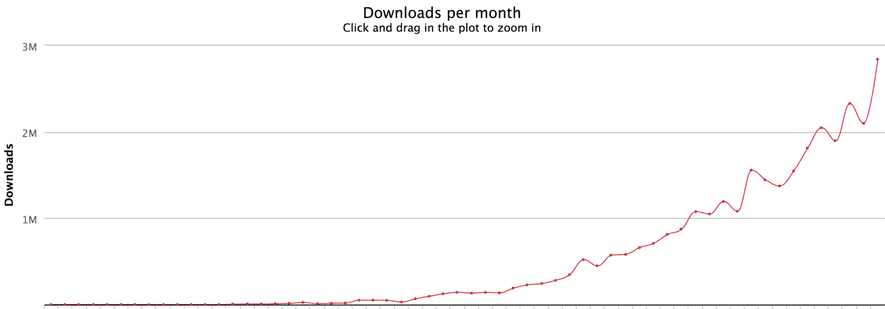 Downloads per month
Click and drag in the plot to zoom in
3M
2M
Downloads
1M